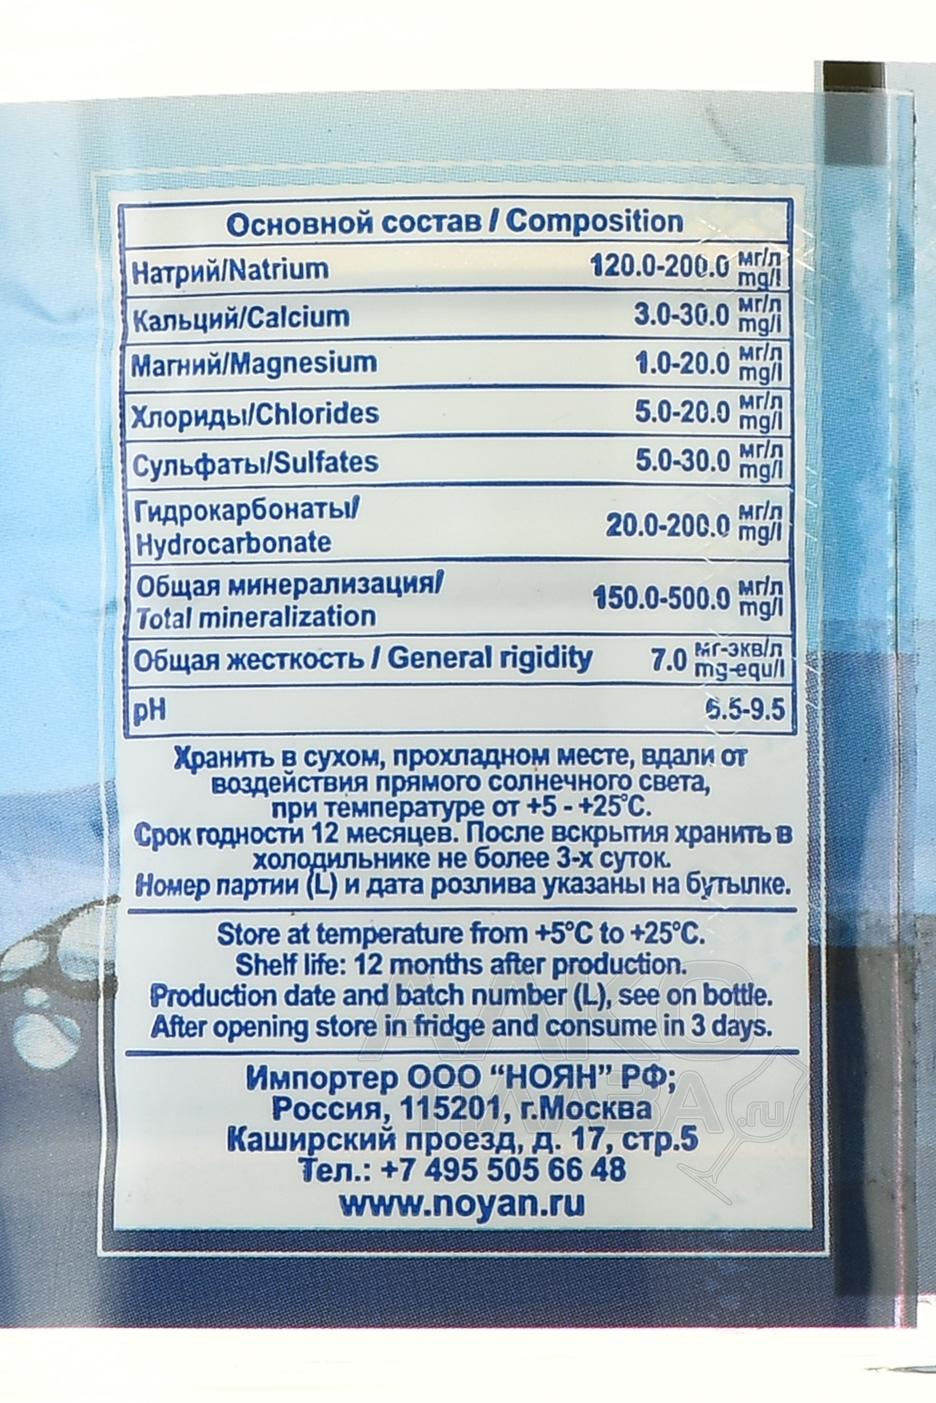 Основной состав / Composition
Натрий/Natrium 120.0-200.0 мг/л mg/l
Кальций/Calcium 3.0-30.0 мг/л mg/l
Магний/Magnesium 1.0-20.0 мг/л mg/l
Хлориды/Chlorides 5.0-20.0 мг/л mg/l
Сульфаты/Sulfates 5.0-30.0 мг/л mg/l
Гидрокарбонаты/
Hydrocarbonate 20.0-200.0 мг/л mg/l
Общая минерализация/
Total mineralization 150.0-500.0 мг/л mg/l
Общая жесткость / General rigidity 7.0 мг-экв/л mg-equ/l
pH 6.5-9.5
Хранить в сухом, прохладном месте, вдали от
воздействия прямого солнечного света,
при температуре от +5 - +25°С.
Срок годности 12 месяцев. После вскрытия хранить в
холодильнике не более 3-х суток.
Номер партии (L) и дата розлива указаны на бутылке.
Store at temperature from +5°C to +25°C.
Shelf life: 12 months after production.
Production date and batch number (L), see on bottle.
After opening store in fridge and consume in 3 days.
Импортер ООО “НОЯН” РФ;
Россия, 115201, г.Москва
Каширский проезд, д. 17, стр.5
Тел.: +7 495 505 66 48
www.noyan.ru
АЛКО
ПЛАЗА.ru